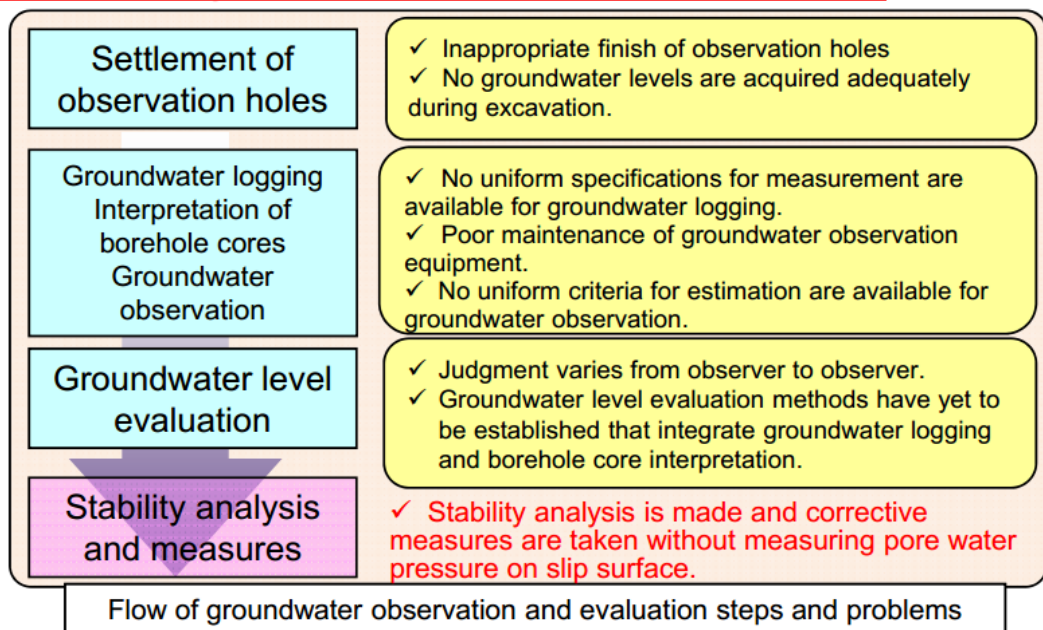 Settlement of
observation holes
✓ Inappropriate finish of observation holes
✓ No groundwater levels are acquired adequately
during excavation.
Groundwater logging
Interpretation of
borehole cores
Groundwater
observation
✓ No uniform specifications for measurement are
available for groundwater logging.
✓ Poor maintenance of groundwater observation
equipment.
✓ No uniform criteria for estimation are available for
groundwater observation.
Groundwater level
evaluation
✓ Judgment varies from observer to observer.
✓ Groundwater level evaluation methods have yet to
be established that integrate groundwater logging
and borehole core interpretation.
Stability analysis
and measures
✓ Stability analysis is made and corrective
measures are taken without measuring pore water
pressure on slip surface.
Flow of groundwater observation and evaluation steps and problems